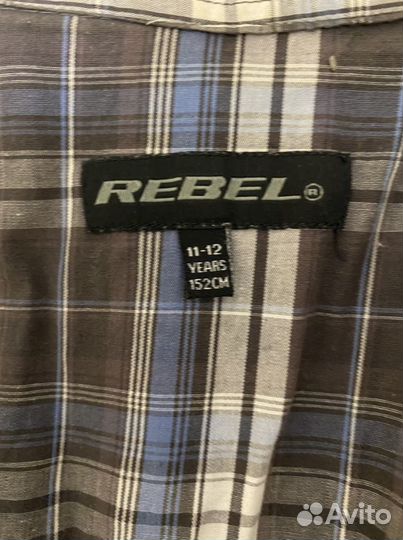 REBEL ®
11-12
YEARS
152CM
Avito